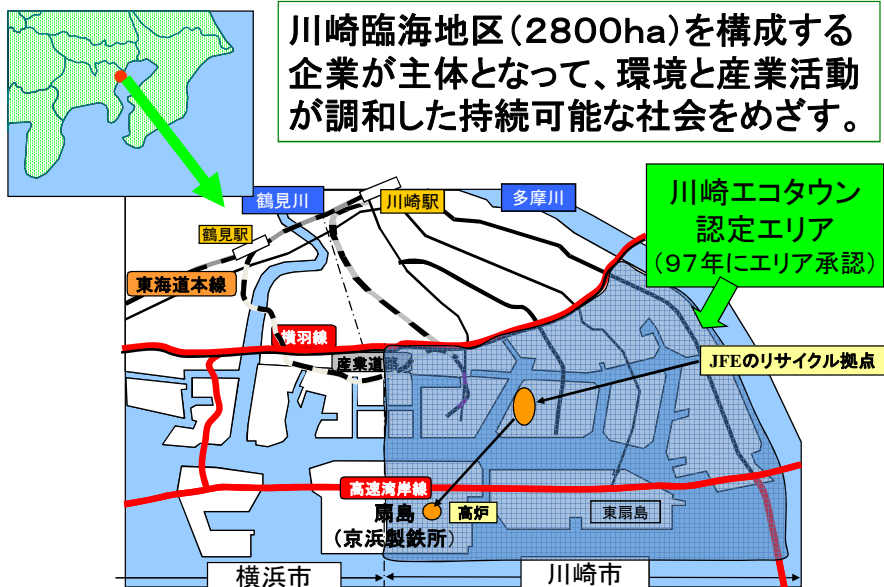 川崎臨海地区(2800ha)を構成する
企業が主体となって、環境と産業活動
が調和した持続可能な社会をめざす。
鶴見川
川崎駅
多摩川
川崎エコタウン
認定エリア
(97年にエリア承認)
鶴見駅
東海道本線
横羽線
産業道路
JFEのリサイクル拠点
高速湾岸線
扇島
(京浜製鉄所)
高炉
東扇島
横浜市
川崎市